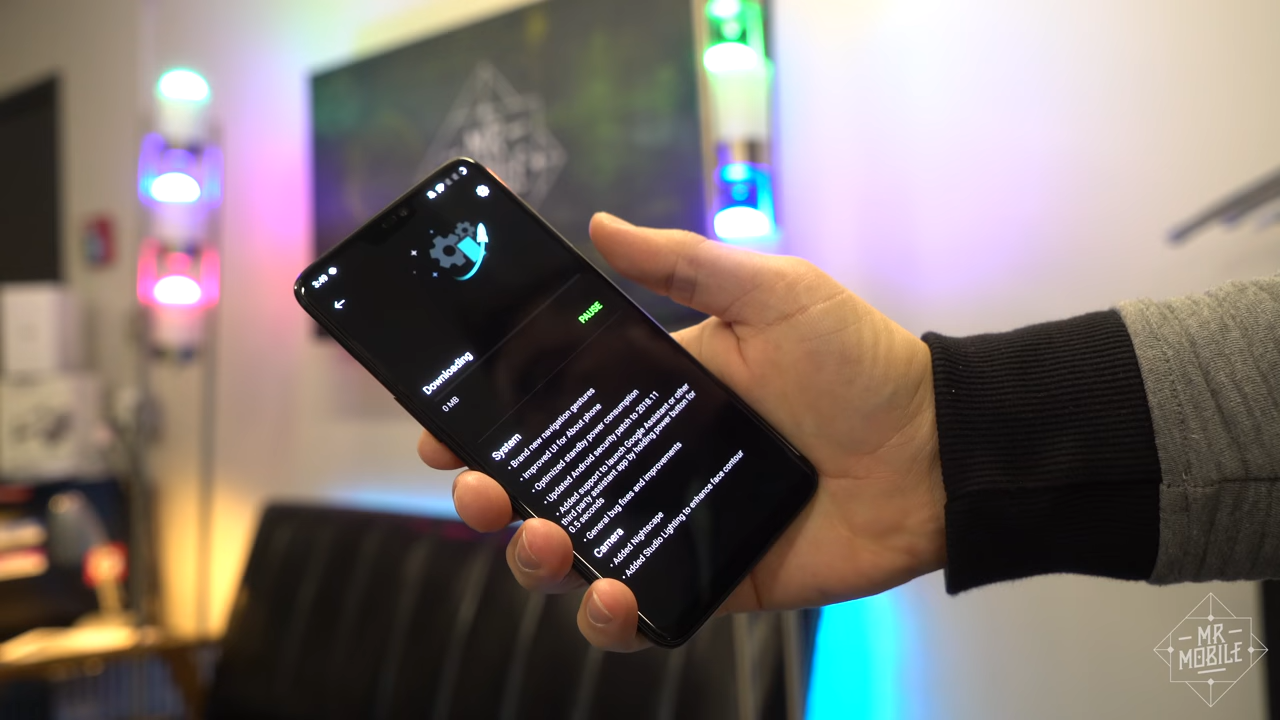 3:49
Downloading
0 MB
PAUSE
System
• Brand new navigation gestures
• Improved UI for About phone
• Optimized standby power consumption
• Updated Android security patch to 2018.11
• Added support to launch Google Assistant or other
third party assistant app by holding power button for
0.5 seconds
• General bug fixes and improvements
Camera
• Added Nightscape
• Added Studio Lighting to enhance face contour
MR
MOBILE